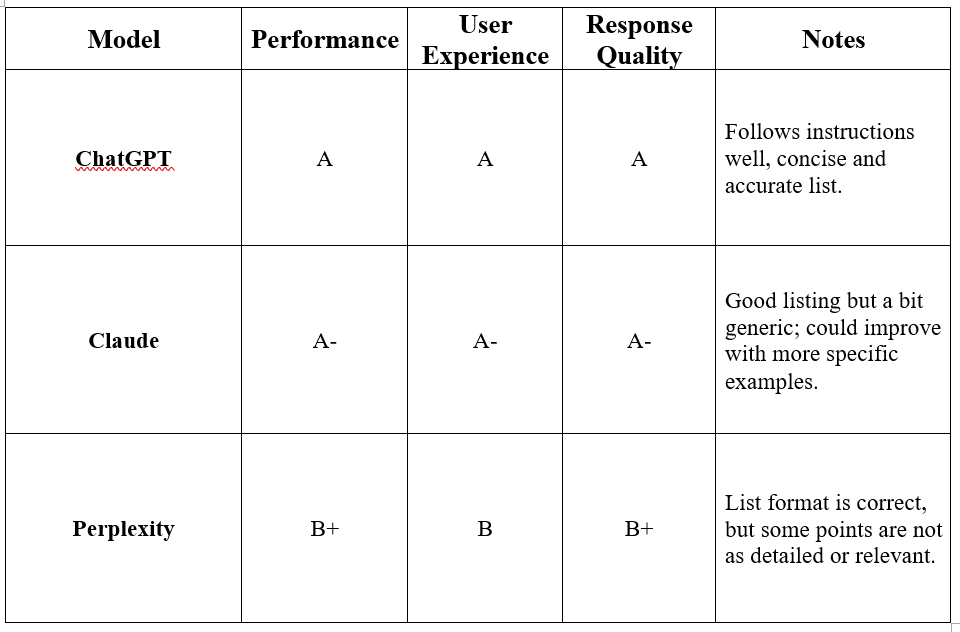 Model
Performance
User
Experience
Response
Quality
Notes
ChatGPT
A
A
A
Follows instructions
well, concise and
accurate list.
Claude
A-
A-
A-
Good listing but a bit
generic; could improve
with more specific
examples.
Perplexity
B+
B
B+
List format is correct,
but some points are not
as detailed or relevant.